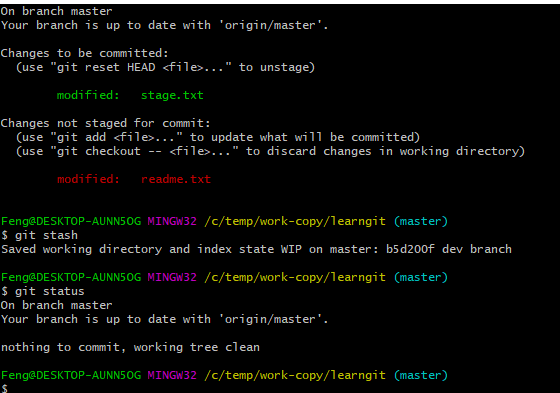 On branch master
Your branch is up to date with 'origin/master'.
Changes to be committed:
(use "git reset HEAD <file>..." to unstage)
modified: stage.txt
Changes not staged for commit:
(use "git add <file>..." to update what will be committed)
(use "git checkout -- <file>..." to discard changes in working directory)
modified: readme.txt
Feng@DESKTOP-AUNN5OG MINGW32 /c/temp/work-copy/learngit (master)
$ git stash
Saved working directory and index state WIP on master: b5d200f dev branch
Feng@DESKTOP-AUNN5OG MINGW32 /c/temp/work-copy/learngit (master)
$ git status
On branch master
Your branch is up to date with 'origin/master'.
nothing to commit, working tree clean
Feng@DESKTOP-AUNN5OG MINGW32 /c/temp/work-copy/learngit (master)
$